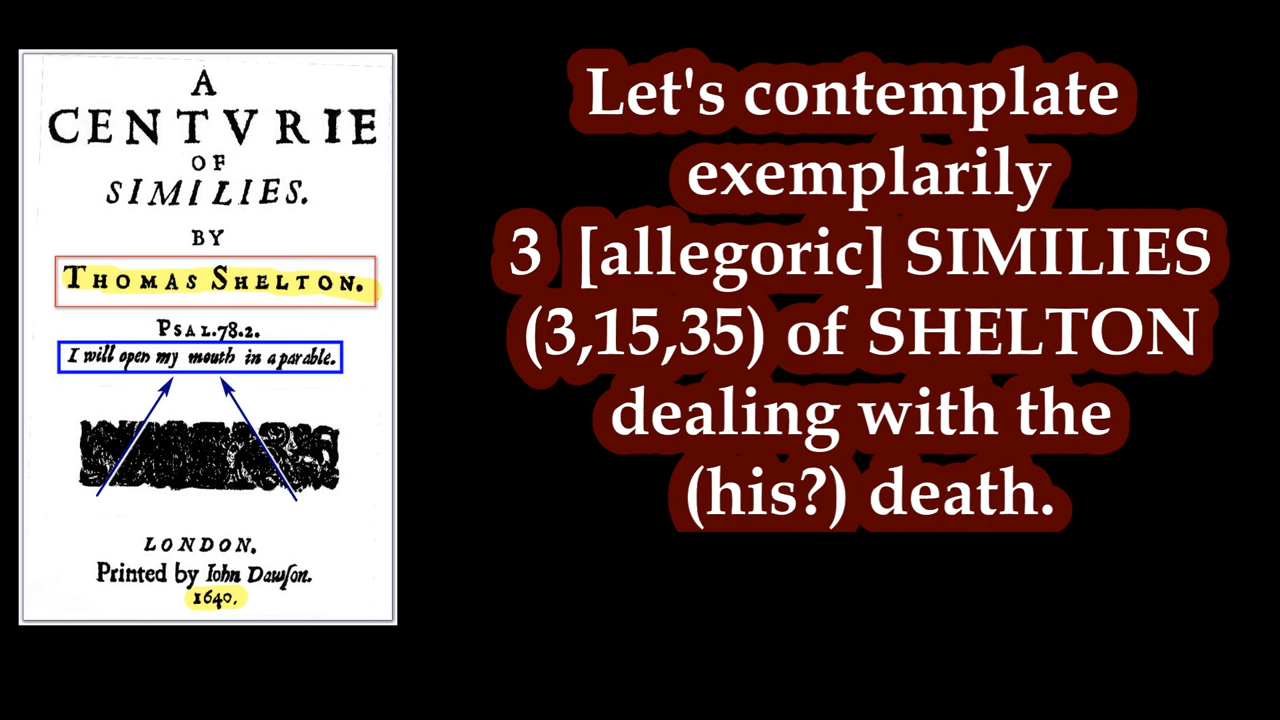 A
CENTVRIE
OF
SIMILIES.
BY
THOMAS SHELTON.
PSAL.78.2.
I will open my mouth in a parable.
LONDON.
Printed by Iohn Dawſon.
1640.
Let's contemplate
exemplarily
3 [allegoric] SIMILIES
(3,15,35) of SHELTON
dealing with the
(his?) death.